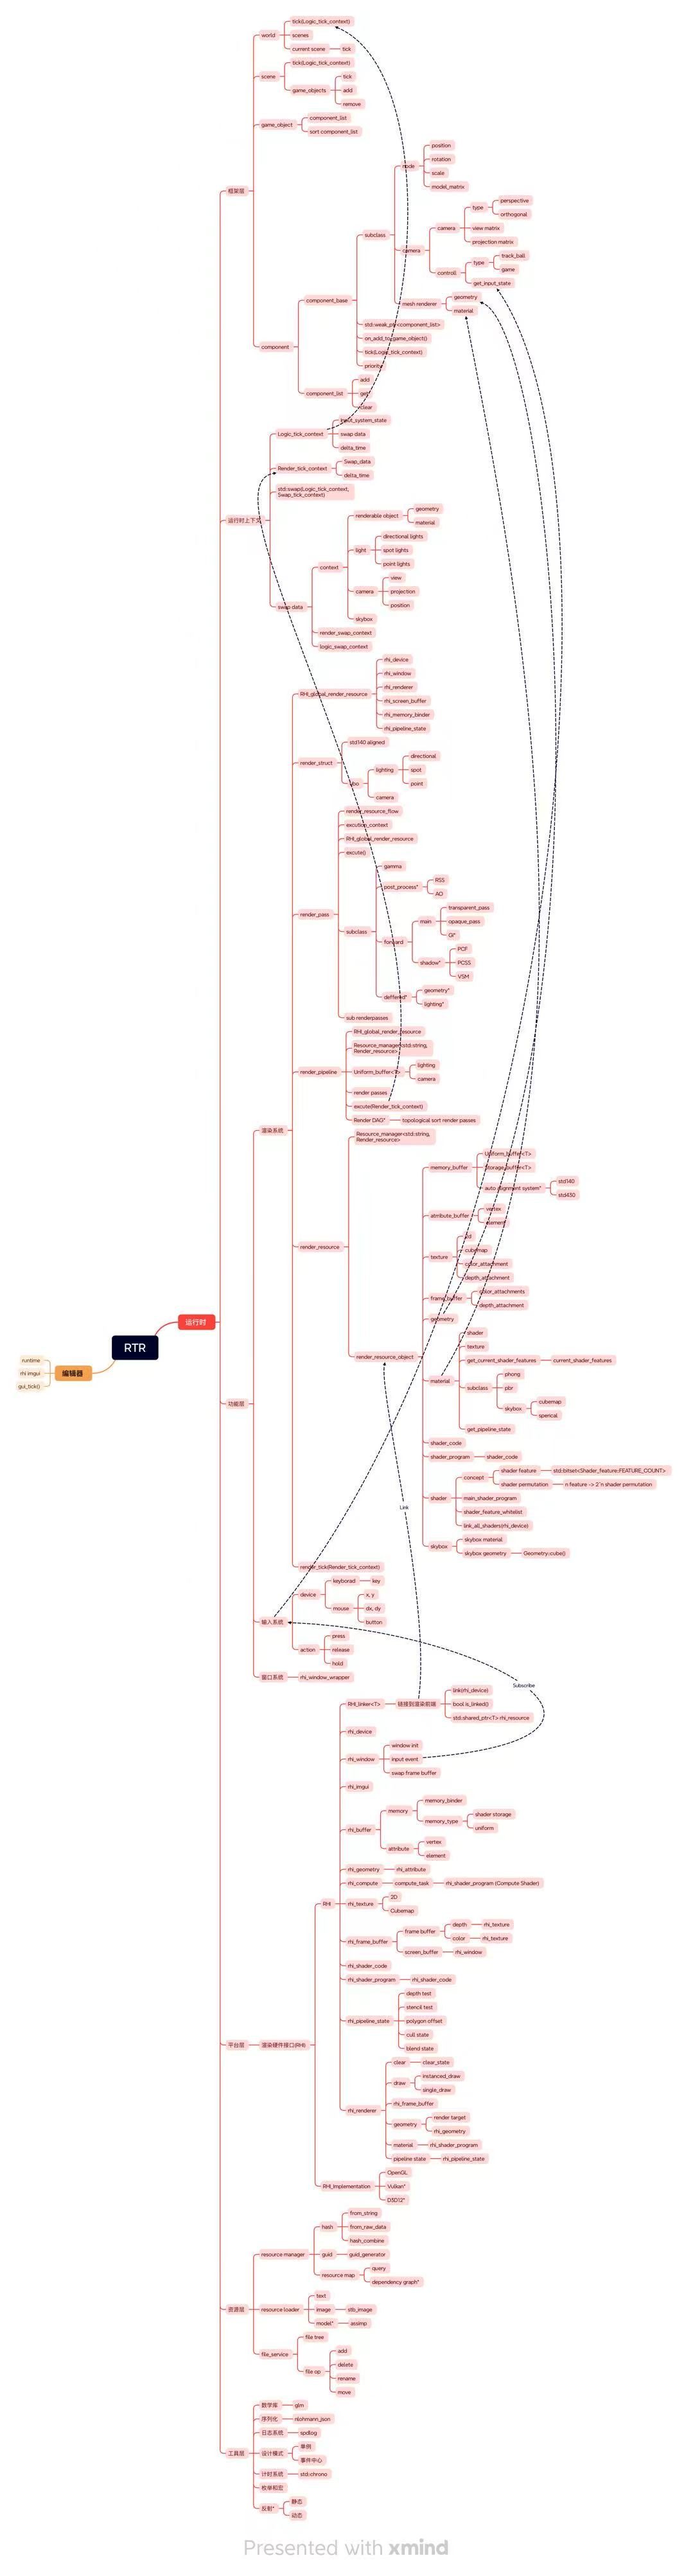 RTR
编辑器
runtime
rhi imgui
gui_tick()
运行时
框架层
world
tick(Logic_tick_context)
scenes
current scene
tick
scene
tick(Logic_tick_context)
game_objects
tick
add
remove
game_object
component_list
sort component_list
component
component_base
subclass
node
position
rotation
scale
model_matrix
camera
camera
type
perspective
orthogonal
view matrix
projection matrix
controll
type
track_ball
game
get_input_state
mesh renderer
geometry
material
std::weak_ptr<component_list>
on_add_to_game_object()
tick(Logic_tick_context)
priority
component_list
add
get
clear
运行时上下文
Logic_tick_context
input_system_state
swap data
delta_time
Render_tick_context
Swap_data
delta_time
std:swap(Logic_tick_context,
Swap_tick_context)
swap data
context
renderable object
geometry
material
light
directional lights
spot lights
point lights
camera
view
projection
position
skybox
render_swap_context
logic_swap_context
功能层
渲染系统
RHI_global_render_resource
rhi_device
rhi_window
rhi_renderer
rhi_screen_buffer
rhi_memory_binder
rhi_pipeline_state
render_struct
std140 aligned
ubo
lighting
directional
spot
point
camera
render_pass
render_resource_flow
excution_context
RHI_global_render_resource
excute()
subclass
gamma
post_process*
RSS
AO
forward
main
transparent_pass
opaque_pass
GI*
shadow*
PCF
PCSS
VSM
deffered*
geometry*
lighting*
sub renderpasses
render_pipeline
RHI_global_render_resource
Resource_manager<std:string,
Render_resource>
Uniform_buffer<T>
lighting
camera
render passes
excute(Render_tick_context)
Render DAG*
topological sort render passes
render_resource
Resource_manager<std:string,
Render_resource>
render_resource_object
memory_buffer
Uniform_buffer<T>
Storage_buffer<T>
auto alignment system*
std140
std430
atrribute_buffer
vertex
element
texture
2d
cubemap
color_attachment
depth_attachment
frame_buffer
color_attachments
depth_attachment
geometry
material
shader
texture
get_current_shader_features
current_shader_features
subclass
phong
pbr
skybox
cubemap
sperical
get_pipeline_state
shader_code
shader_program
shader_code
shader
concept
shader feature
std:bitset<Shader_feature;FEATURE_COUNT>
shader permutation
n feature -> 2^n shader permutation
main_shader_program
shader_feature_whitelist
link_all_shaders(rhi_device)
skybox
skybox material
skybox geometry
Geometry::cube()
Link
render_tick(Render_tick_context)
输入系统
device
keyborad
key
mouse
x, y
dx, dy
button
action
press
release
hold
Subscribe
窗口系统
rhi_window_wrapper
平台层
渲染硬件接口(RHI)
RHI
RHI_linker<T>
链接到渲染前端
link(rhi_device)
bool is_linked()
std:shared_ptr<T> rhi_resource
rhi_device
rhi_window
window init
input event
swap frame buffer
rhi_imgui
rhi_buffer
memory
memory_binder
memory_type
shader storage
uniform
attribute
vertex
element
rhi_geometry
rhi_attribute
rhi_compute
compute_task
rhi_shader_program (Compute Shader)
rhi_texture
2D
Cubemap
rhi_frame_buffer
frame buffer
depth
rhi_texture
color
rhi_texture
screen_buffer
rhi_window
rhi_shader_code
rhi_shader_program
rhi_shader_code
rhi_pipeline_state
depth test
stencil test
polygon offset
cull state
blend state
rhi_renderer
clear
clear_state
draw
instanced_draw
single_draw
rhi_frame_buffer
geometry
render target
rhi_geometry
material
rhi_shader_program
pipeline state
rhi_pipeline_state
RHI_Implementation
OpenGL
Vulkan*
D3D12*
资源层
resource manager
hash
from_string
from_raw_data
hash_combine
guid
guid_generator
resource map
query
dependency graph*
resource loader
text
image
stb_image
model*
assimp
file_service
file tree
file op
add
delete
rename
move
工具层
数学库
glm
序列化
nlohmann_json
日志系统
spdlog
设计模式
单例
事件中心
计时系统
std:chrono
枚举和宏
反射*
静态
动态
Presented with xmind